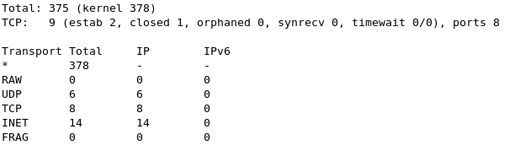 Total: 375 (kernel 378)
TCP:   9 (estab 2, closed 1, orphaned 0, synrecv 0, timewait 0/0), ports 8

Transport Total     IP        IPv6
*         378       -         -
RAW       0         0         0
UDP       6         6         0
TCP       8         8         0
INET      14        14        0
FRAG      0         0         0